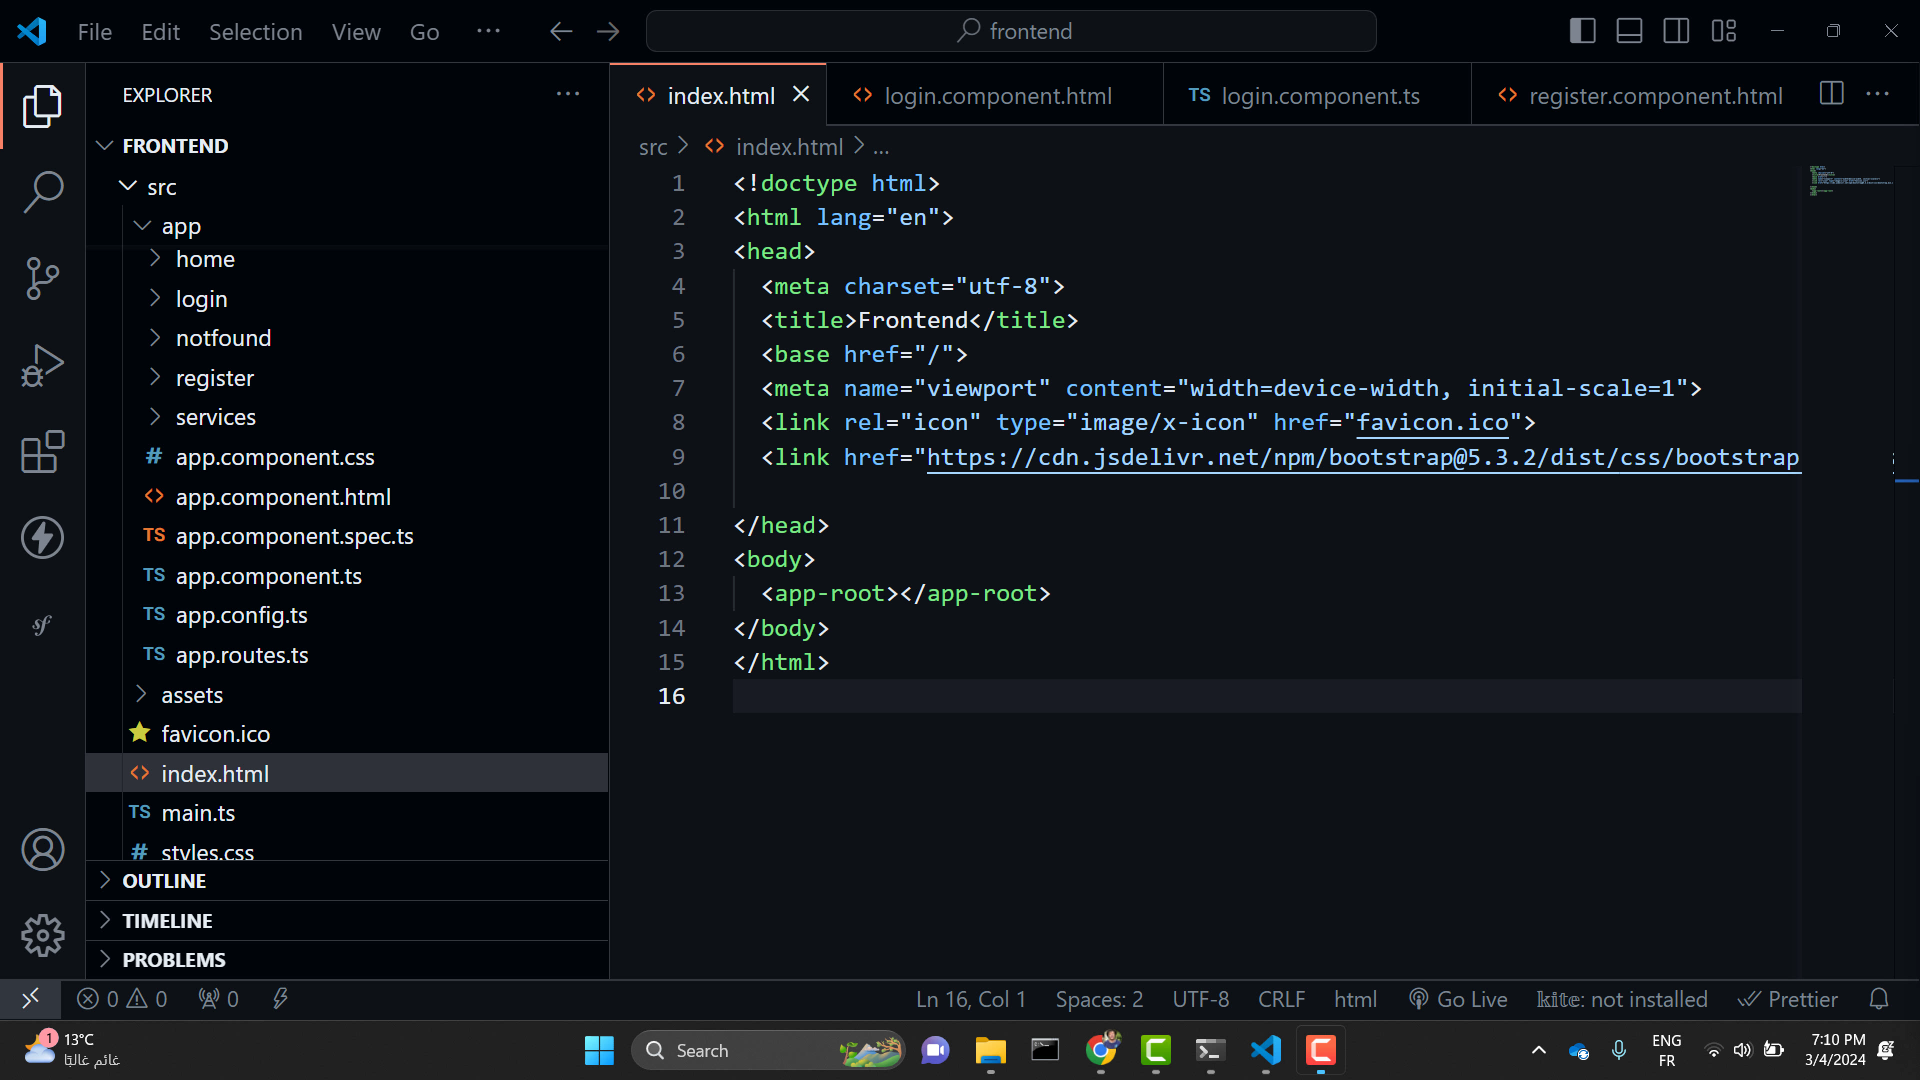 File Edit Selection View Go ··· frontend
EXPLORER ···
FRONTEND
src
app
home
login
notfound
register
services
# app.component.css
<> app.component.html
TS app.component.spec.ts
TS app.component.ts
TS app.config.ts
TS app.routes.ts
assets
favicon.ico
<> index.html
TS main.ts
# styles.css
OUTLINE
TIMELINE
PROBLEMS
<> index.html <> login.component.html TS login.component.ts <> register.component.html ···
src > <> index.html > ...
1 <!doctype html>
2 <html lang="en">
3 <head>
4 <meta charset="utf-8">
5 <title>Frontend</title>
6 <base href="/">
7 <meta name="viewport" content="width=device-width, initial-scale=1">
8 <link rel="icon" type="image/x-icon" href="favicon.ico">
9 <link href="https://cdn.jsdelivr.net/npm/bootstrap@5.3.2/dist/css/bootstrap
10
11 </head>
12 <body>
13 <app-root></app-root>
14 </body>
15 </html>
16
0 0 0 Ln 16, Col 1 Spaces: 2 UTF-8 CRLF html Go Live kite: not installed Prettier
1 13°C
غائم غالبًا
Search
ENG
FR
7:10 PM
3/4/2024